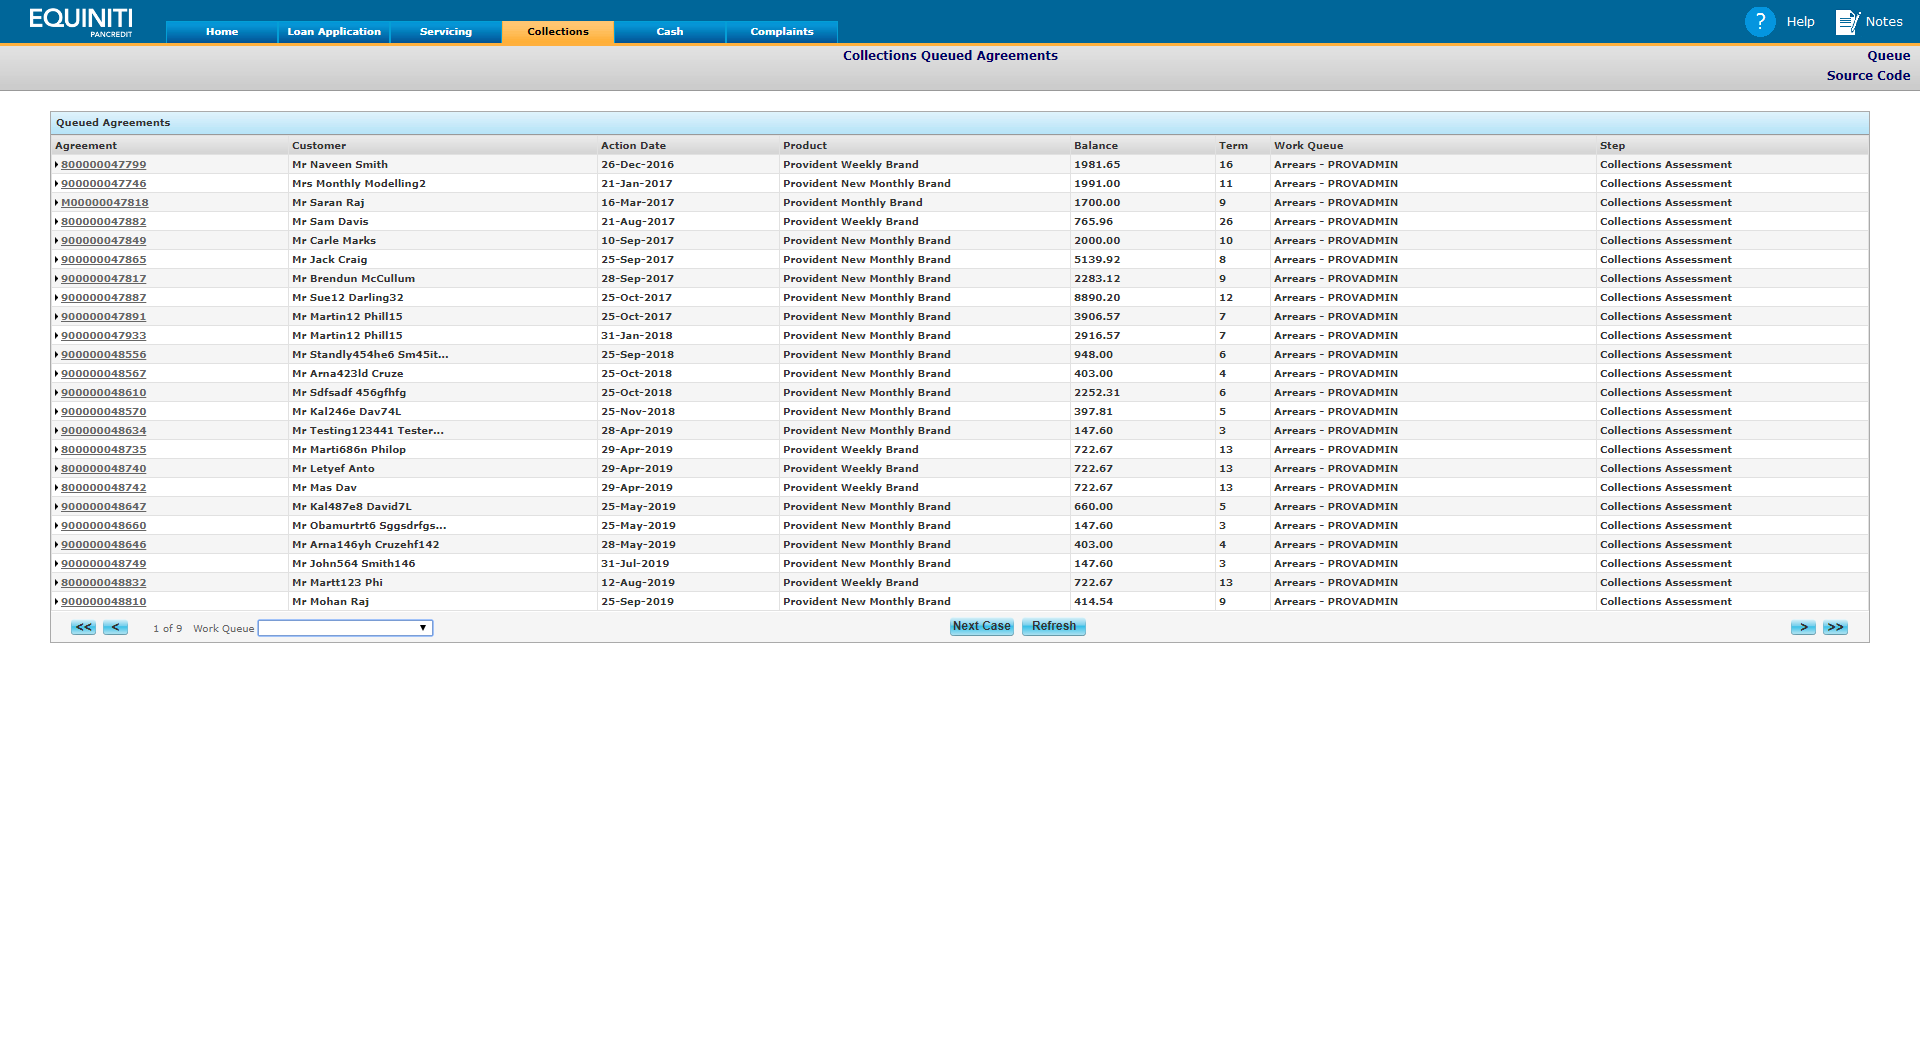 EQUINITI
PANCREDIT
Home Loan Application Servicing Collections Cash Complaints
? Help Notes
Collections Queued Agreements
Queue
Source Code
Queued Agreements
Agreement Customer Action Date Product Balance Term Work Queue Step
800000047799 Mr Naveen Smith 26-Dec-2016 Provident Weekly Brand 1981.65 16 Arrears - PROVADMIN Collections Assessment
900000047746 Mrs Monthly Modelling2 21-Jan-2017 Provident New Monthly Brand 1991.00 11 Arrears - PROVADMIN Collections Assessment
M00000047818 Mr Saran Raj 16-Mar-2017 Provident Monthly Brand 1700.00 9 Arrears - PROVADMIN Collections Assessment
800000047882 Mr Sam Davis 21-Aug-2017 Provident Weekly Brand 765.96 26 Arrears - PROVADMIN Collections Assessment
900000047849 Mr Carle Marks 10-Sep-2017 Provident New Monthly Brand 2000.00 10 Arrears - PROVADMIN Collections Assessment
900000047865 Mr Jack Craig 25-Sep-2017 Provident New Monthly Brand 5139.92 8 Arrears - PROVADMIN Collections Assessment
900000047817 Mr Brendun McCullum 28-Sep-2017 Provident New Monthly Brand 2283.12 9 Arrears - PROVADMIN Collections Assessment
900000047887 Mr Sue12 Darling32 25-Oct-2017 Provident New Monthly Brand 8890.20 12 Arrears - PROVADMIN Collections Assessment
900000047891 Mr Martin12 Phill15 25-Oct-2017 Provident New Monthly Brand 3906.57 7 Arrears - PROVADMIN Collections Assessment
900000047933 Mr Martin12 Phill15 31-Jan-2018 Provident New Monthly Brand 2916.57 7 Arrears - PROVADMIN Collections Assessment
900000048556 Mr Standly454he6 Sm45it... 25-Sep-2018 Provident New Monthly Brand 948.00 6 Arrears - PROVADMIN Collections Assessment
900000048567 Mr Arna423ld Cruze 25-Oct-2018 Provident New Monthly Brand 403.00 4 Arrears - PROVADMIN Collections Assessment
900000048610 Mr Sdfsadf 456gfhfg 25-Oct-2018 Provident New Monthly Brand 2252.31 6 Arrears - PROVADMIN Collections Assessment
900000048570 Mr Kal246e Dav74L 25-Nov-2018 Provident New Monthly Brand 397.81 5 Arrears - PROVADMIN Collections Assessment
900000048634 Mr Testing123441 Tester... 28-Apr-2019 Provident New Monthly Brand 147.60 3 Arrears - PROVADMIN Collections Assessment
800000048735 Mr Marti686n Philop 29-Apr-2019 Provident Weekly Brand 722.67 13 Arrears - PROVADMIN Collections Assessment
800000048740 Mr Letyef Anto 29-Apr-2019 Provident Weekly Brand 722.67 13 Arrears - PROVADMIN Collections Assessment
800000048742 Mr Mas Dav 29-Apr-2019 Provident Weekly Brand 722.67 13 Arrears - PROVADMIN Collections Assessment
900000048647 Mr Kal487e8 David7L 25-May-2019 Provident New Monthly Brand 660.00 5 Arrears - PROVADMIN Collections Assessment
900000048660 Mr Obamurtrt6 Sggsdrfgs... 25-May-2019 Provident New Monthly Brand 147.60 3 Arrears - PROVADMIN Collections Assessment
900000048646 Mr Arna146yh Cruzehf142 28-May-2019 Provident New Monthly Brand 403.00 4 Arrears - PROVADMIN Collections Assessment
900000048749 Mr John564 Smith146 31-Jul-2019 Provident New Monthly Brand 147.60 3 Arrears - PROVADMIN Collections Assessment
800000048832 Mr Martt123 Phi 12-Aug-2019 Provident Weekly Brand 722.67 13 Arrears - PROVADMIN Collections Assessment
900000048810 Mr Mohan Raj 25-Sep-2019 Provident New Monthly Brand 414.54 9 Arrears - PROVADMIN Collections Assessment
<< < 1 of 9 Work Queue Next Case Refresh > >>